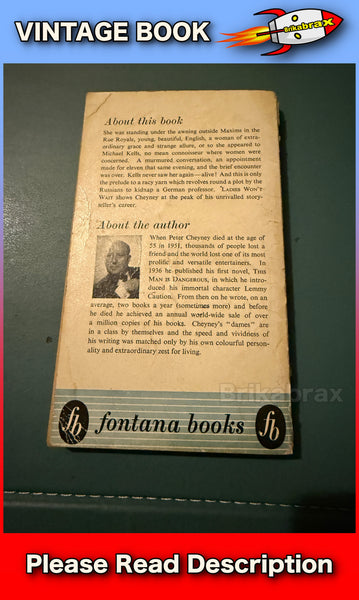 VINTAGE BOOK
Brikabrax
About this book
She was standing under the awning outside Maxims in the
Rue Royale, young, beautiful, English, a woman of extra-
ordinary grace and strange allure, or so she appeared to
Michael Kells, no mean connoisseur where women were
concerned. A murmured conversation, an appointment
made for eleven that same evening, and the brief encounter
was over. Kells never saw her again—alive! And this is only
the prelude to a racy yarn which revolves round a plot by the
Russians to kidnap a German professor. "LADIES WON'T
WAIT shows Cheyney at the peak of his unrivalled story-
teller's career.
About the author
When Peter Cheyney died at the age of
55 in 1951, thousands of people lost a
friend and the world lost one of its most
prolific and versatile entertainers. In
1936 he published his first novel, THIS
MAN IS DANGEROUS, in which he intro-
duced his immortal character Lemmy
Caution. From then on he wrote, on an
average, two books a year (sometimes more) and before
he died he achieved an annual world-wide sale of over
a million copies of his books. Cheyney's "dames" are
in a class by themselves and the speed and vividness of
his writing was matched only by his own colourful person-
ality and extraordinary zest for living.
Brikabrax
fb fontana books fb
Please Read Description